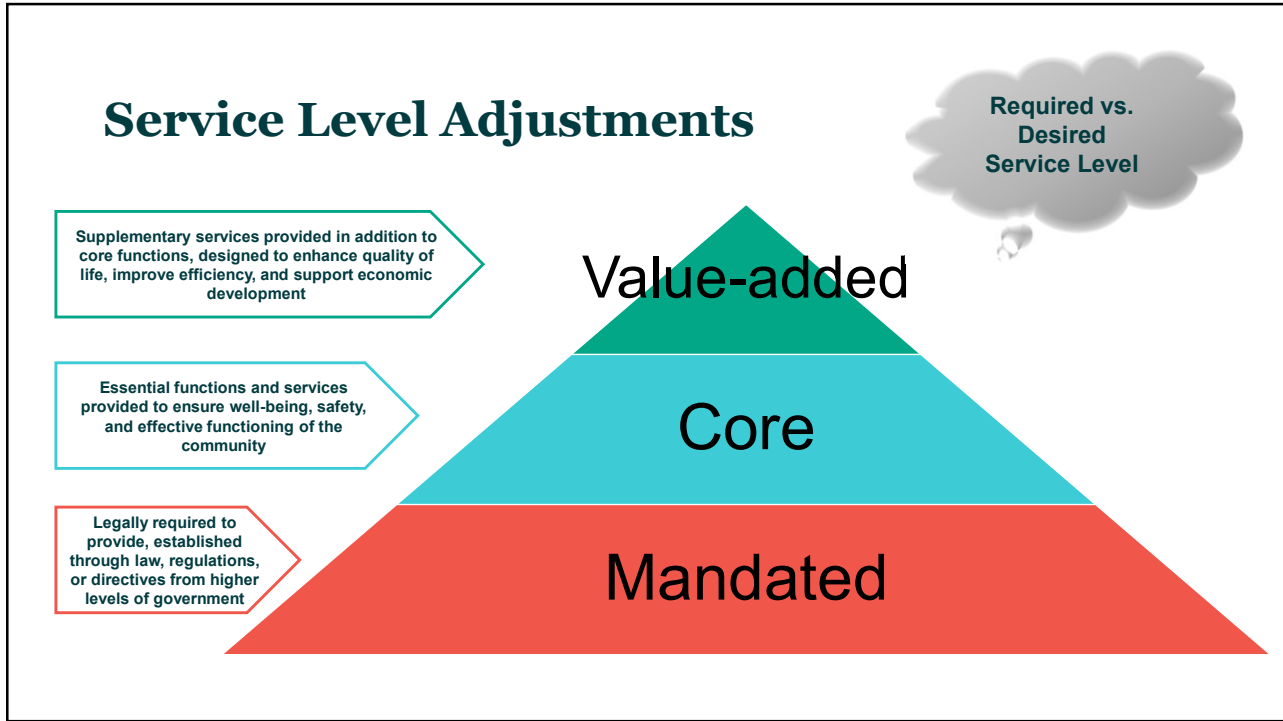 Service Level Adjustments
Required vs.
Desired
Service Level
Supplementary services provided in addition to
core functions, designed to enhance quality of
life, improve efficiency, and support economic
development
Value-added
Essential functions and services
provided to ensure well-being, safety,
and effective functioning of the
community
Core
Legally required to
provide, established
through law, regulations,
or directives from higher
levels of government
Mandated